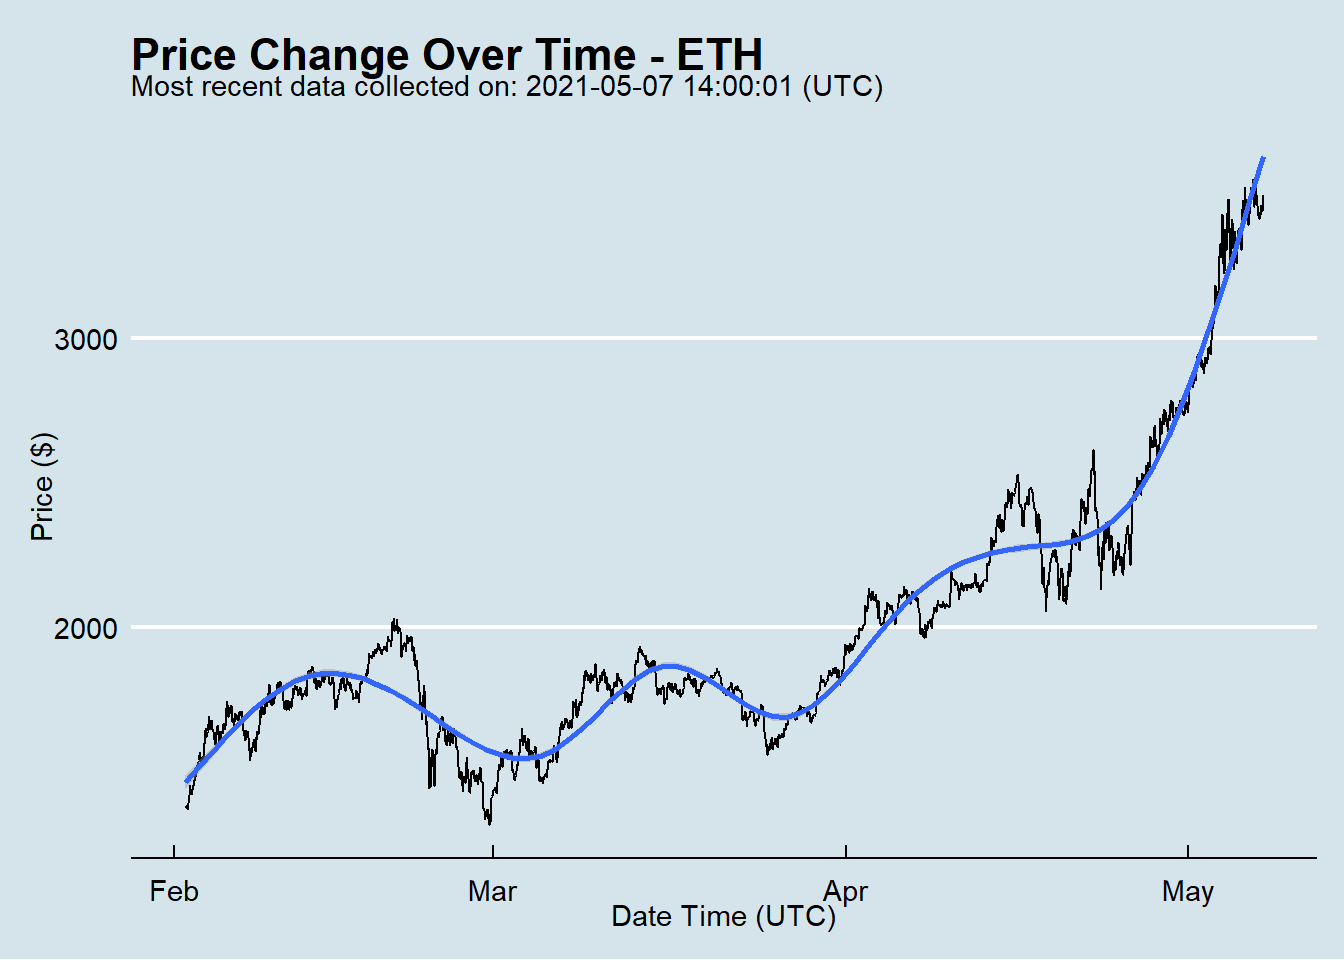 Price Change Over Time - ETH
Most recent data collected on: 2021-05-07 14:00:01 (UTC)
3000
2000
Price ($)
Feb Mar Apr May
Date Time (UTC)